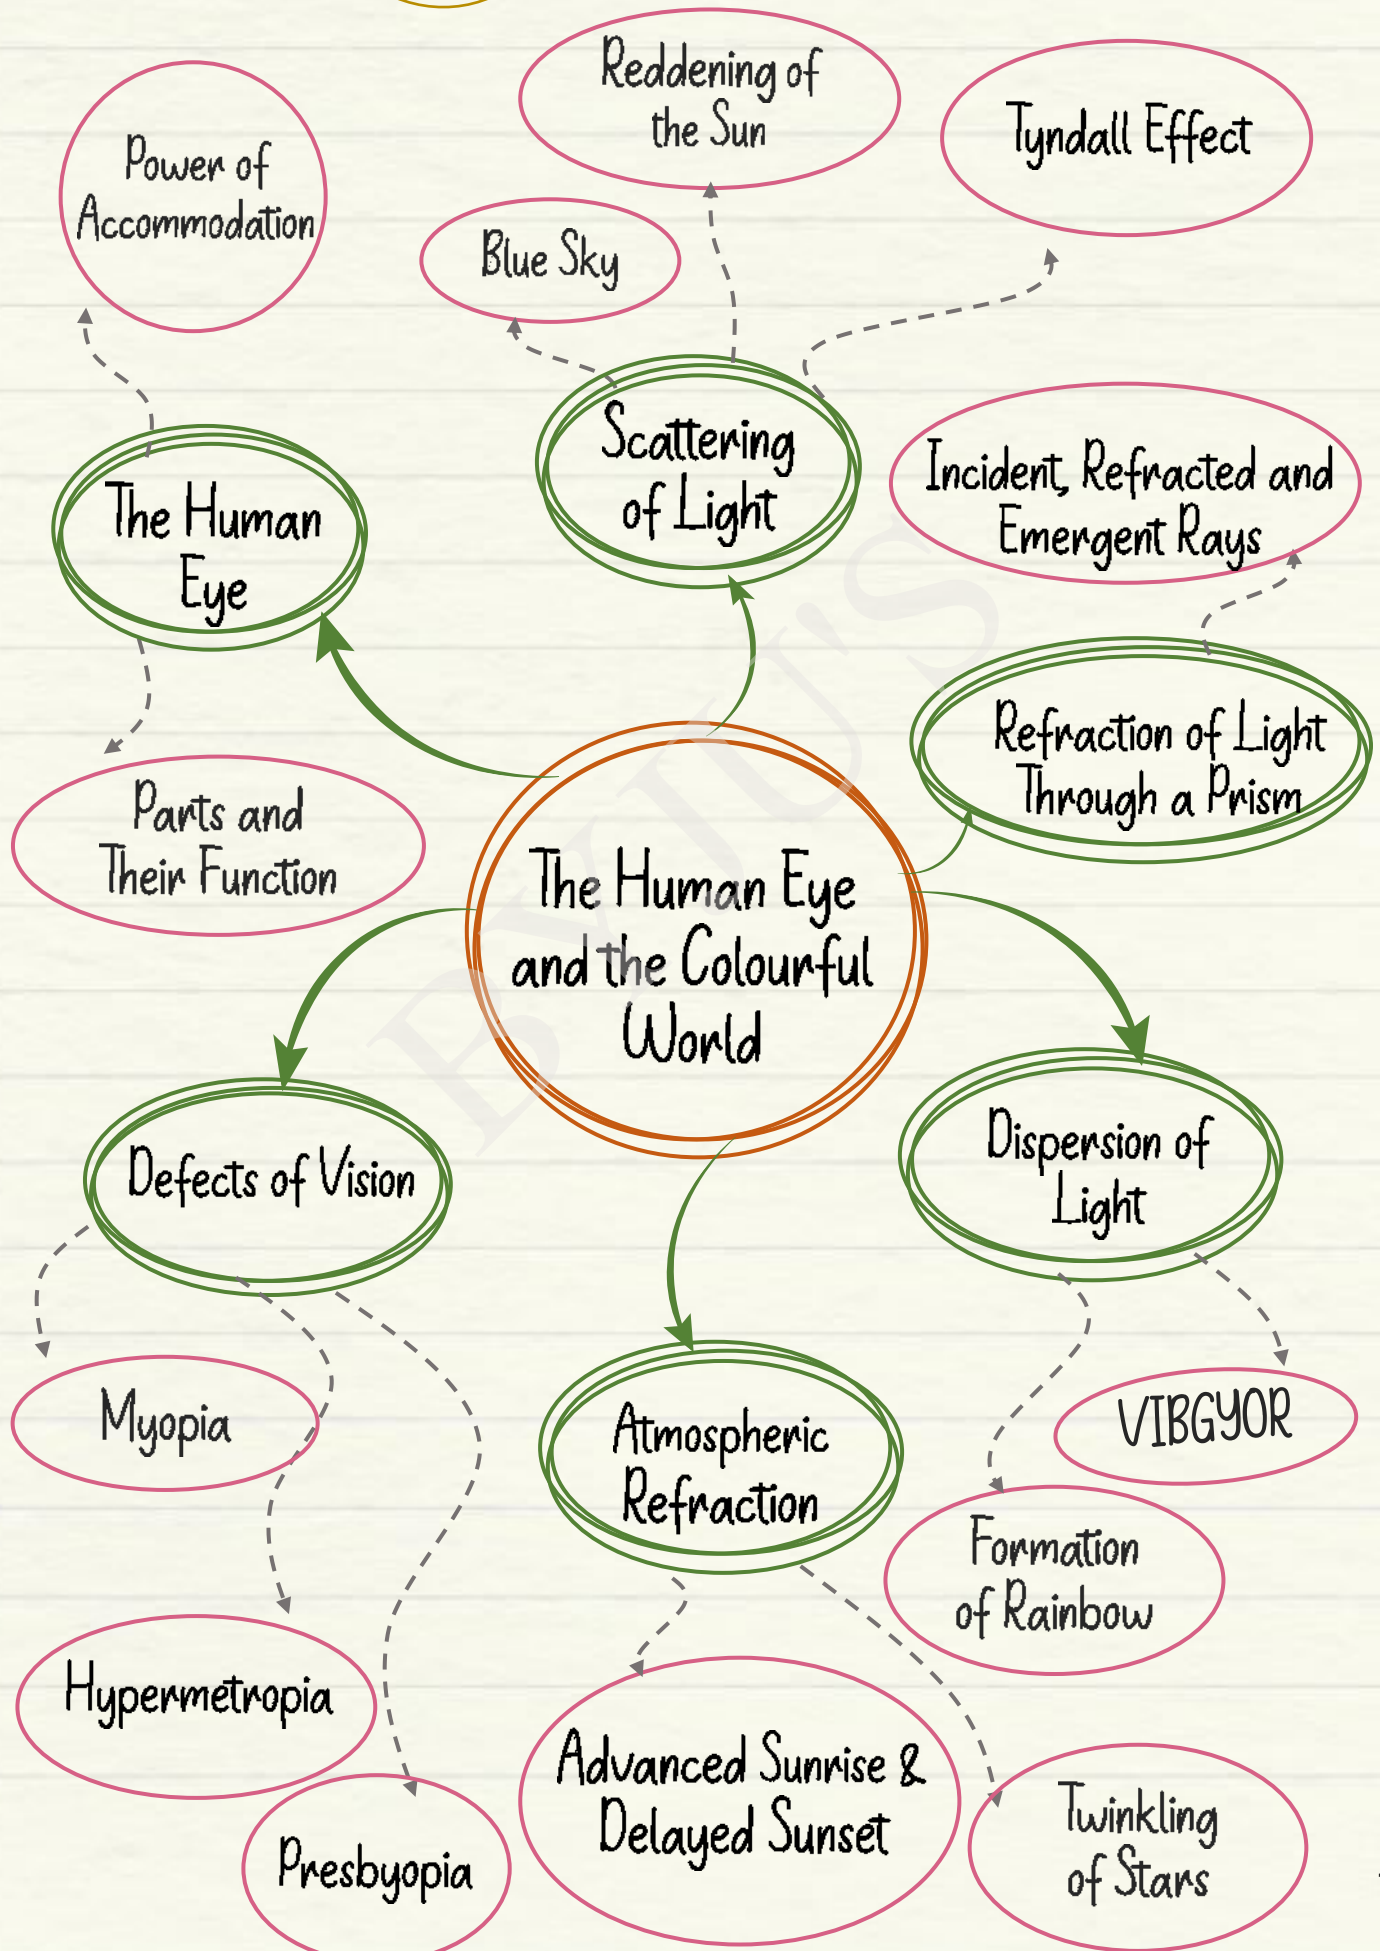 Reddening of
the Sun
Tyndall Effect
Power of
Accommodation
Blue Sky
Scattering
of Light
Incident, Refracted and
Emergent Rays
The Human
Eye
Refraction of Light
Through a Prism
Parts and
Their Function
The Human Eye
and the Colourful
World
BYJU'S
Defects of Vision
Dispersion of
Light
Myopia
Atmospheric
Refraction
VIBGYOR
Formation
of Rainbow
Hypermetropia
Advanced Sunrise &
Delayed Sunset
Twinkling
of Stars
Presbyopia